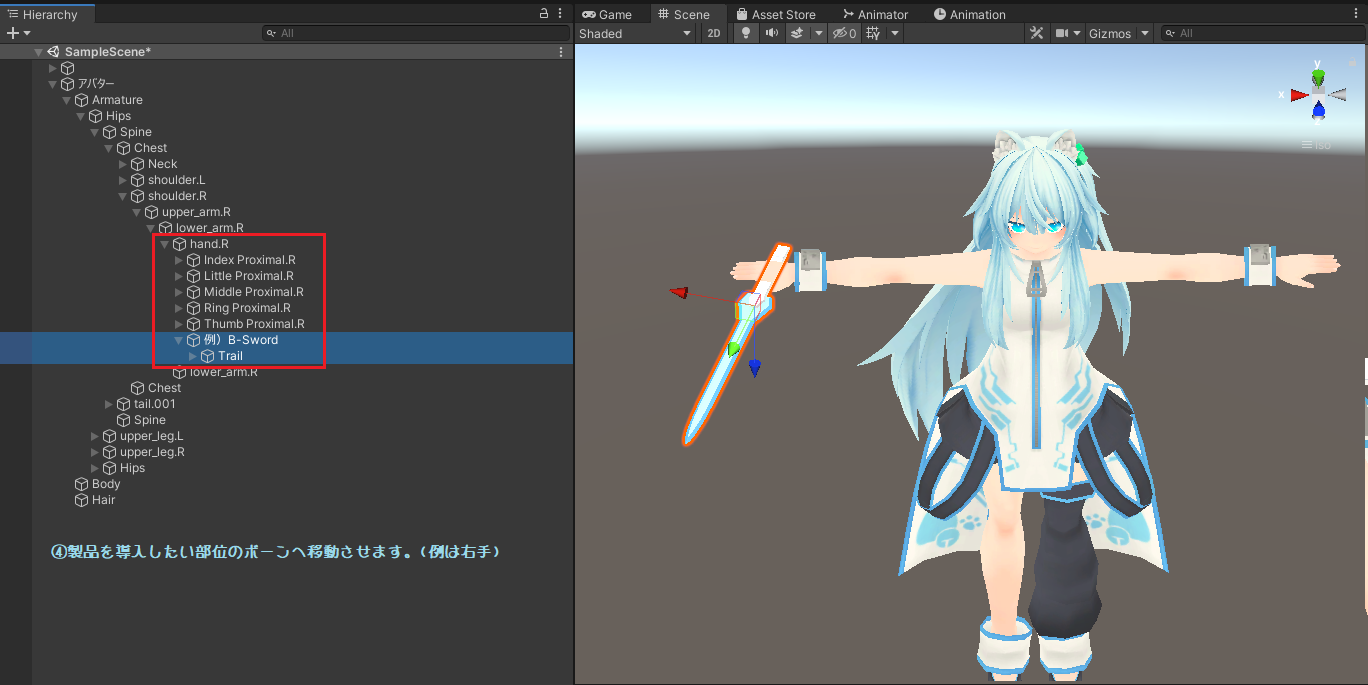 Hierarchy
All
SampleScene*
アバター
Armature
Hips
Spine
Chest
Neck
shoulder.L
shoulder.R
upper_arm.R
lower_arm.R
hand.R
Index Proximal.R
Little Proximal.R
Middle Proximal.R
Ring Proximal.R
Thumb Proximal.R
例）B-Sword
Trail
lower_arm.R
Chest
tail.001
Spine
upper_leg.L
upper_leg.R
Hips
Body
Hair
④製品を導入したい部位のボーンへ移動させます。(例は右手)
Game Scene Asset Store Animator Animation
Shaded 2D 0 Gizmos All
y
x
Iso